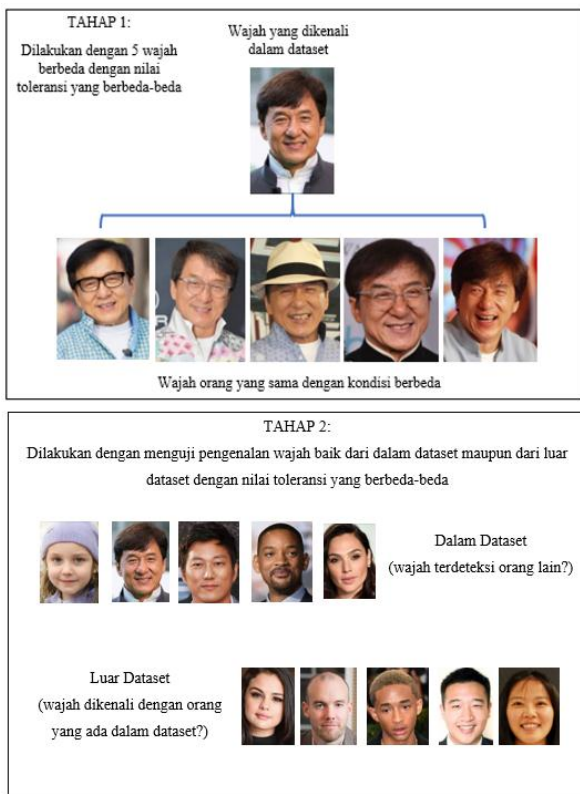 TAHAP 1:
Dilakukan dengan 5 wajah
berbeda dengan nilai
toleransi yang berbeda-beda
Wajah yang dikenali
dalam dataset
Wajah orang yang sama dengan kondisi berbeda
TAHAP 2:
Dilakukan dengan menguji pengenalan wajah baik dari dalam dataset maupun dari luar
dataset dengan nilai toleransi yang berbeda-beda
Dalam Dataset
(wajah terdeteksi orang lain?)
Luar Dataset
(wajah dikenali dengan orang
yang ada dalam dataset?)